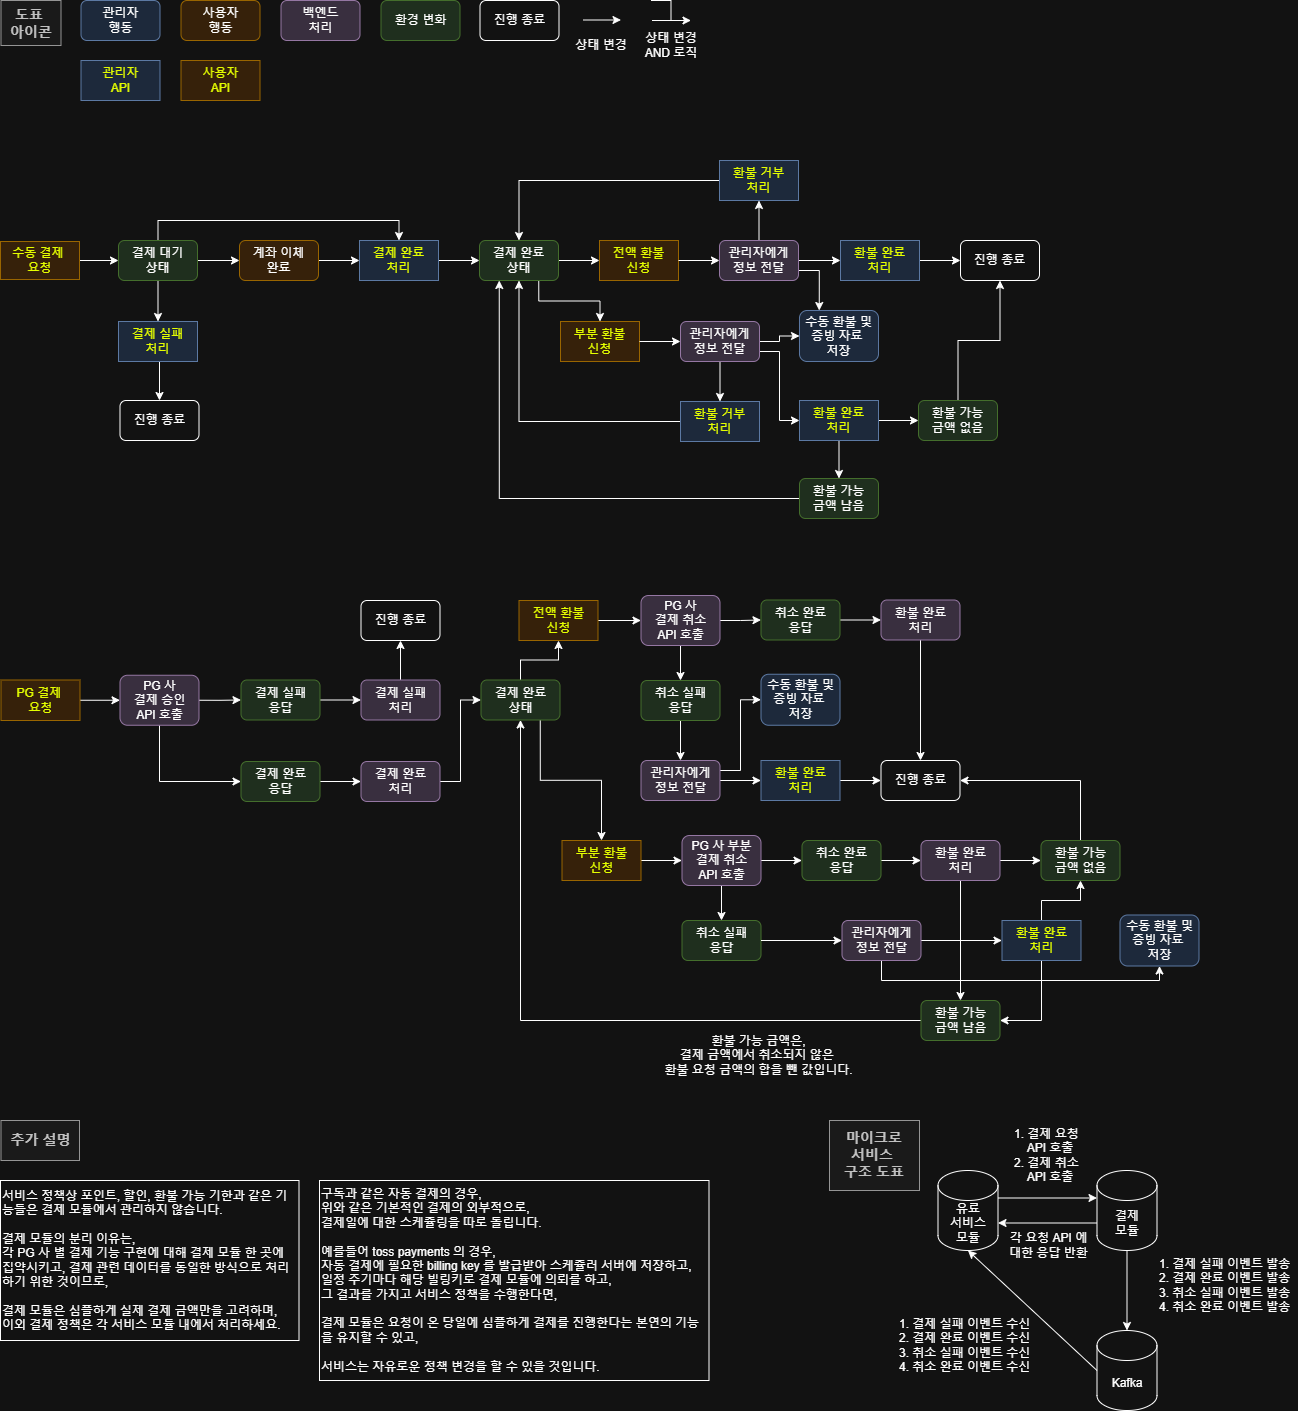 도표
아이콘
관리자
행동
사용자
행동
백엔드
처리
환경 변화
진행 종료
상태 변경
상태 변경
AND 로직
관리자
API
사용자
API
환불 거부
처리
수동 결제
요청
결제 대기
상태
계좌 이체
완료
결제 완료
처리
결제 완료
상태
전액 환불
신청
관리자에게
정보 전달
환불 완료
처리
진행 종료
결제 실패
처리
부분 환불
신청
관리자에게
정보 전달
수동 환불 및
증빙 자료
저장
진행 종료
환불 거부
처리
환불 완료
처리
환불 가능
금액 없음
환불 가능
금액 남음
진행 종료
전액 환불
신청
PG 사
결제 취소
API 호출
취소 완료
응답
환불 완료
처리
PG 결제
요청
PG 사
결제 승인
API 호출
결제 실패
응답
결제 실패
처리
결제 완료
상태
취소 실패
응답
수동 환불 및
증빙 자료
저장
결제 완료
응답
결제 완료
처리
관리자에게
정보 전달
환불 완료
처리
진행 종료
부분 환불
신청
PG 사 부분
결제 취소
API 호출
취소 완료
응답
환불 완료
처리
환불 가능
금액 없음
취소 실패
응답
관리자에게
정보 전달
환불 완료
처리
수동 환불 및
증빙 자료
저장
환불 가능
금액 남음
환불 가능 금액은,
결제 금액에서 취소되지 않은
환불 요청 금액의 합을 뺀 값입니다.
추가 설명
서비스 정책상 포인트, 할인, 환불 가능 기한과 같은 기
능들은 결제 모듈에서 관리하지 않습니다.
결제 모듈의 분리 이유는,
각 PG 사 별 결제 기능 구현에 대해 결제 모듈 한 곳에
집약시키고, 결제 관련 데이터를 동일한 방식으로 처리
하기 위한 것이므로,
결제 모듈은 심플하게 실제 결제 금액만을 고려하며,
이외 결제 정책은 각 서비스 모듈 내에서 처리하세요.
구독과 같은 자동 결제의 경우,
위와 같은 기본적인 결제의 외부적으로,
결제일에 대한 스케쥴링을 따로 돌립니다.
예를들어 toss payments 의 경우,
자동 결제에 필요한 billing key 를 발급받아 스케쥴러 서버에 저장하고,
일정 주기마다 해당 빌링키로 결제 모듈에 의뢰를 하고,
그 결과를 가지고 서비스 정책을 수행한다면,
결제 모듈은 요청이 온 당일에 심플하게 결제를 진행한다는 본연의 기능
을 유지할 수 있고,
서비스는 자유로운 정책 변경을 할 수 있을 것입니다.
마이크로
서비스
구조 도표
1. 결제 요청
API 호출
2. 결제 취소
API 호출
유료
서비스
모듈
결제
모듈
각 요청 API 에
대한 응답 반환
1. 결제 실패 이벤트 발송
2. 결제 완료 이벤트 발송
3. 취소 실패 이벤트 발송
4. 취소 완료 이벤트 발송
1. 결제 실패 이벤트 수신
2. 결제 완료 이벤트 수신
3. 취소 실패 이벤트 수신
4. 취소 완료 이벤트 수신
Kafka